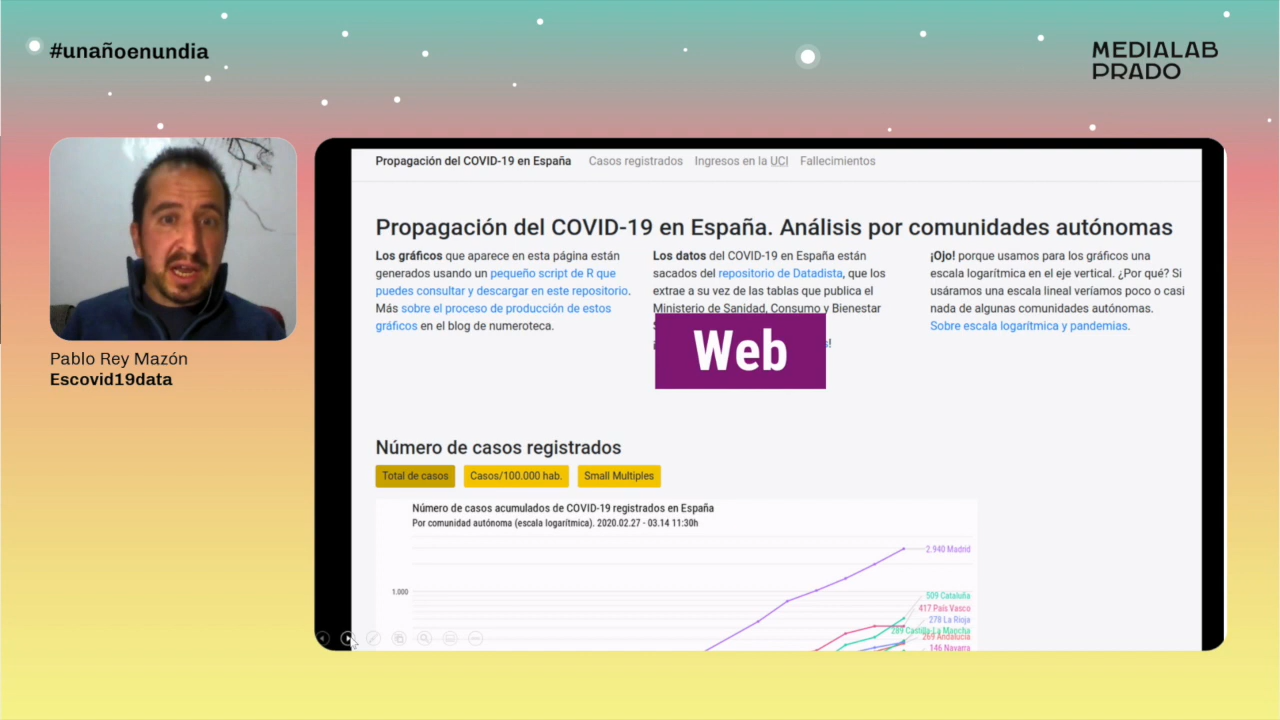 #unañoenundia
MEDIALAB
PRADO
Pablo Rey Mazón
Escovid19data
Propagación del COVID-19 en España Casos registrados Ingresos en la UCI Fallecimientos
Propagación del COVID-19 en España. Análisis por comunidades autónomas
Los gráficos que aparece en esta página están
generados usando un pequeño script de R que
puedes consultar y descargar en este repositorio.
Más sobre el proceso de producción de estos
gráficos en el blog de numeroteca.
Los datos del COVID-19 en España están
sacados del repositorio de Datadista, que los
extrae a su vez de las tablas que publica el
Ministerio de Sanidad, Consumo y Bienestar
Web
¡Ojo! porque usamos para los gráficos una
escala logarítmica en el eje vertical. ¿Por qué? Si
usáramos una escala lineal veríamos poco o casi
nada de algunas comunidades autónomas.
Sobre escala logarítmica y pandemias.
Número de casos registrados
Total de casos Casos/100.000 hab. Small Multiples
Número de casos acumulados de COVID-19 registrados en España
Por comunidad autónoma (escala logarítmica). 2020.02.27 - 03.14 11:30h
2.940 Madrid
1.000
509 Cataluña
417 País Vasco
278 La Rioja
289 Castilla-La Mancha
269 Andalucía
146 Navarra